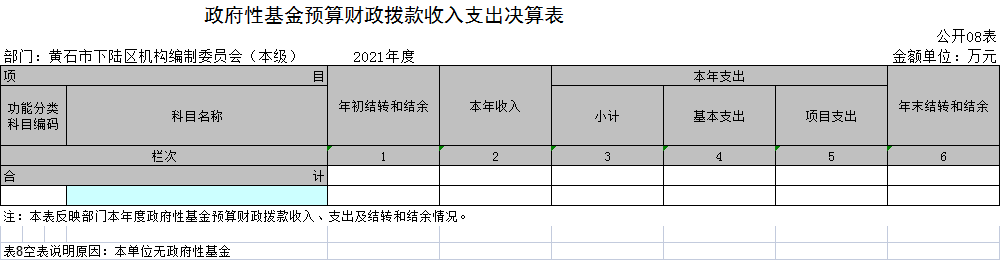 政府性基金预算财政拨款收入支出决算表
公开08表
部门：黄石市下陆区机构编制委员会（本级） 2021年度 金额单位：万元
项 目 年初结转和结余 本年收入 本年支出 年末结转和结余
功能分类科目编码 科目名称 小计 基本支出 项目支出
栏次 1 2 3 4 5 6
合 计
注：本表反映部门本年度政府性基金预算财政拨款收入、支出及结转和结余情况。
表8空表说明原因：本单位无政府性基金